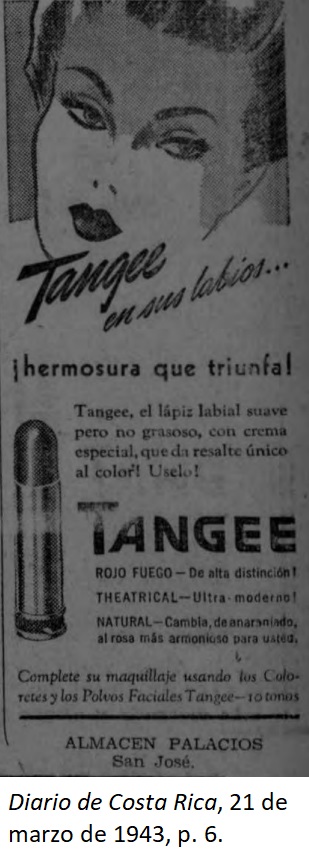 Tangee
en sus labios...
¡hermosura que triunfa!
Tangee, el lápiz labial suave
pero no grasoso, con crema
especial, que da resalte único
al color! Uselo!
TANGEE
ROJO FUEGO — De alta distinción!
THEATRICAL — Ultra-moderno!
NATURAL — Cambia, de anaranjado,
al rosa más armonioso para usted.
Complete su maquillaje usando los Colo-
retes y los Polvos Faciales Tangee — 10 tonos
ALMACEN PALACIOS
San José.
Diario de Costa Rica, 21 de
marzo de 1943, p. 6.